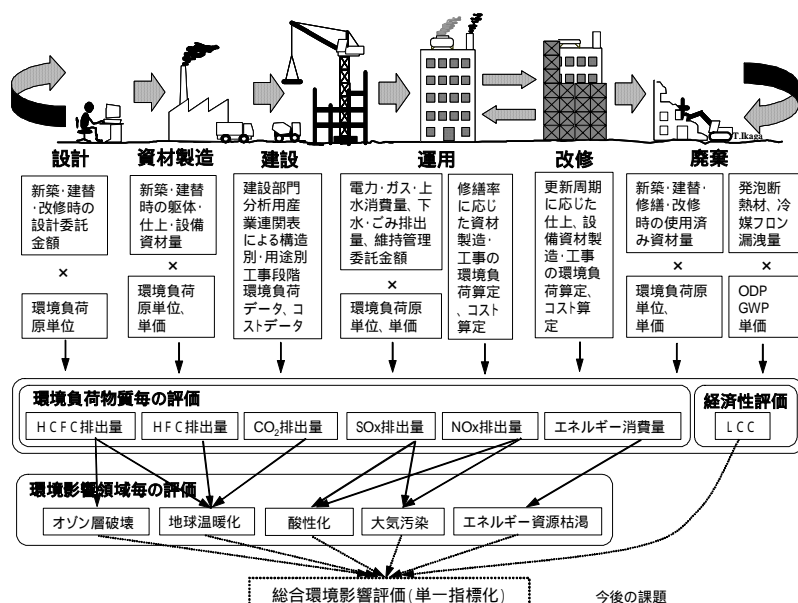 T.Ikaga
設計
資材製造
建設
運用
改修
廃棄
新築・建替
・改修時の
設計委託
金額
×
環境負荷
原単位
新築・建替
時の躯体・
仕上・設備
資材量
×
環境負荷原
単位、
単価
建設部門
分析用産
業連関表
による構造
別・用途別
工事段階
環境負荷
データ、コ
ストデータ
電力・ガス・上
水消費量、下
水・ごみ排出
量、維持管理
委託金額
×
環境負荷原
単位、単価
修繕率
に応じ
た資材
製造・
工事の
環境負
荷算定、
コスト算
定
更新周期
に応じた
仕上、設
備資材製
造・工事
の環境負
荷算定、
コスト算
定
新築・建替・
修繕・改修
時の使用済
み資材量
×
環境負荷原
単位、単価
発泡断
熱材、冷
媒フロン
漏洩量
×
ODP
GWP
単価
環境負荷物質毎の評価
HCFC排出量
HFC排出量
CO₂排出量
SOx排出量
NOx排出量
エネルギー消費量
経済性評価
LCC
環境影響領域毎の評価
オゾン層破壊
地球温暖化
酸性化
大気汚染
エネルギー資源枯渇
総合環境影響評価(単一指標化)
今後の課題